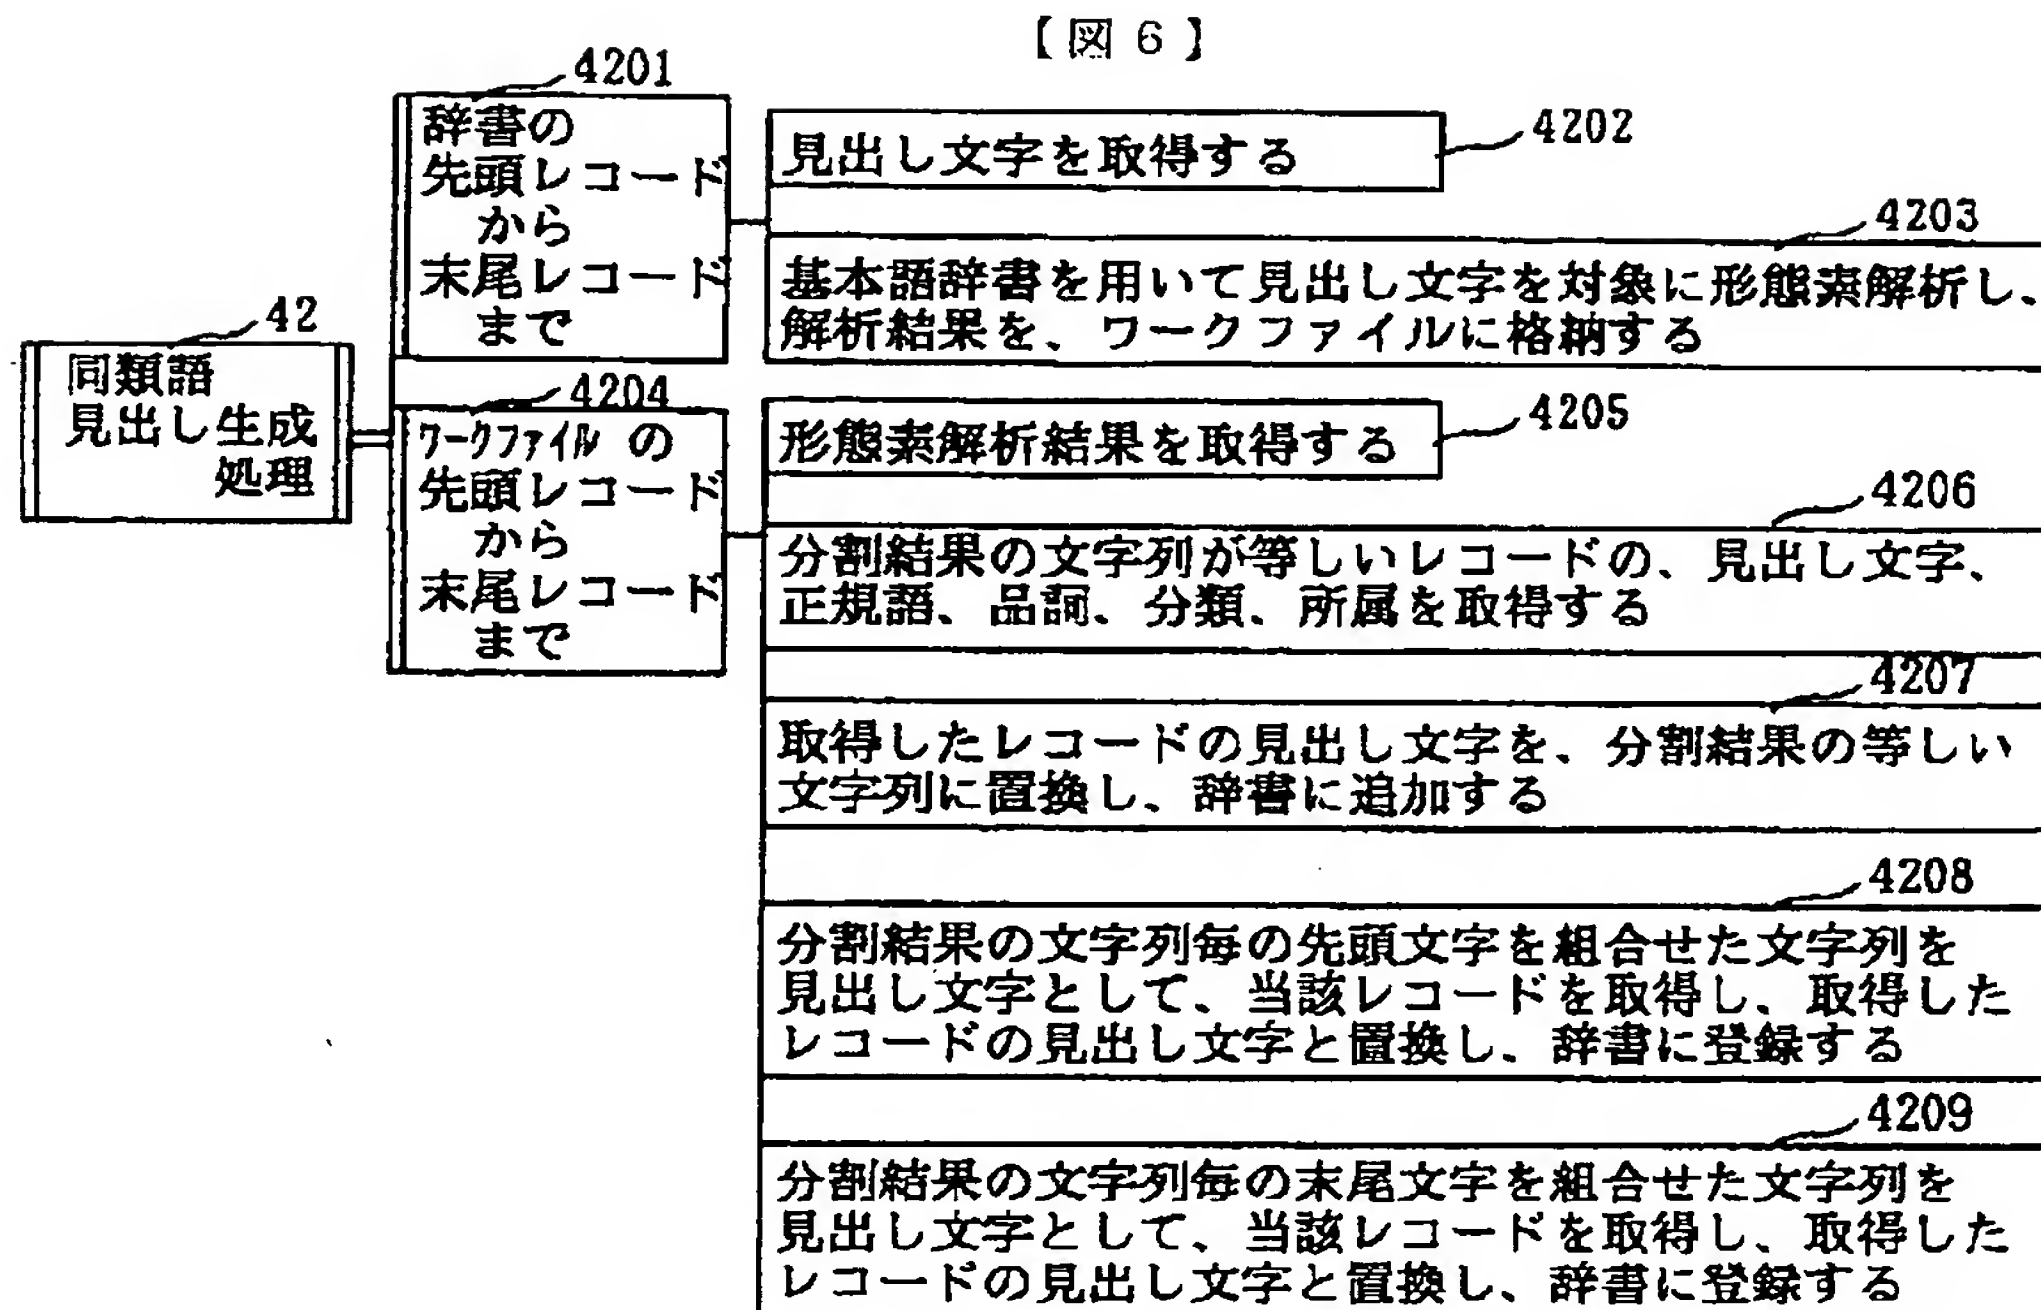 【図６】
42
同類語
見出し生成
処理
4201
辞書の
先頭レコード
から
末尾レコード
まで
4202
見出し文字を取得する
4203
基本語辞書を用いて見出し文字を対象に形態素解析し、
解析結果を、ワークファイルに格納する
4204
ワークファイル の
先頭レコード
から
末尾レコード
まで
4205
形態素解析結果を取得する
4206
分割結果の文字列が等しいレコードの、見出し文字、
正規語、品詞、分類、所属を取得する
4207
取得したレコードの見出し文字を、分割結果の等しい
文字列に置換し、辞書に追加する
4208
分割結果の文字列毎の先頭文字を組合せた文字列を
見出し文字として、当該レコードを取得し、取得した
レコードの見出し文字と置換し、辞書に登録する
4209
分割結果の文字列毎の末尾文字を組合せた文字列を
見出し文字として、当該レコードを取得し、取得した
レコードの見出し文字と置換し、辞書に登録する